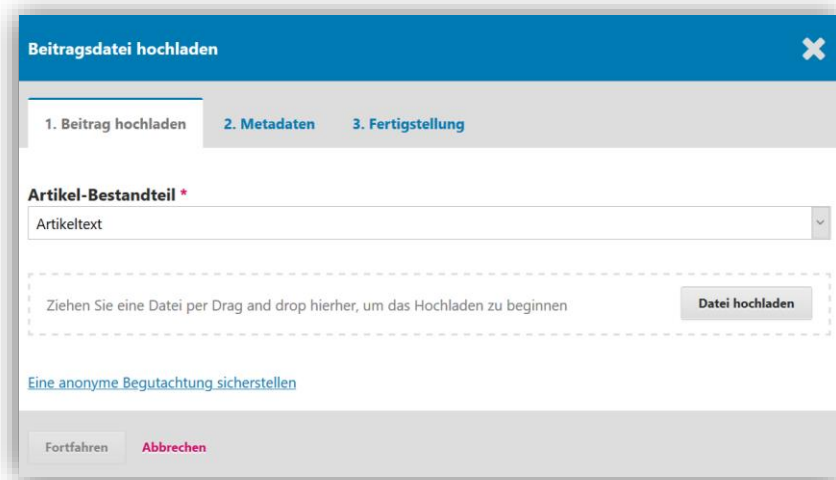 Beitragsdatei hochladen
1. Beitrag hochladen 2. Metadaten 3. Fertigstellung
Artikel-Bestandteil *
Artikeltext
Ziehen Sie eine Datei per Drag and drop hierher, um das Hochladen zu beginnen Datei hochladen
Eine anonyme Begutachtung sicherstellen
Fortfahren Abbrechen